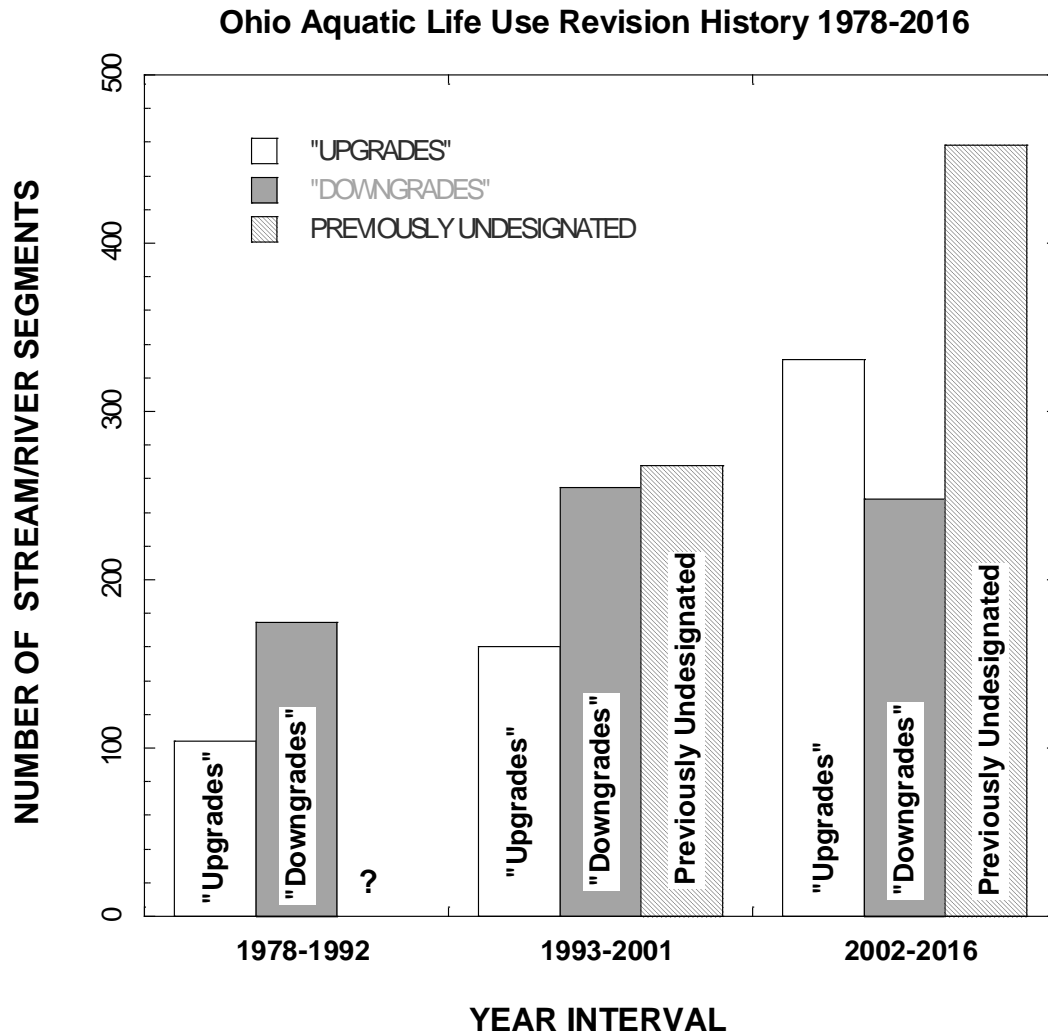 Ohio Aquatic Life Use Revision History 1978-2016
NUMBER OF STREAM/RIVER SEGMENTS
500
400
300
200
100
0
"UPGRADES"
"DOWNGRADES"
PREVIOUSLY UNDESIGNATED
"Upgrades"
"Downgrades"
?
"Upgrades"
"Downgrades"
Previously Undesignated
"Upgrades"
"Downgrades"
Previously Undesignated
1978-1992
1993-2001
2002-2016
YEAR INTERVAL